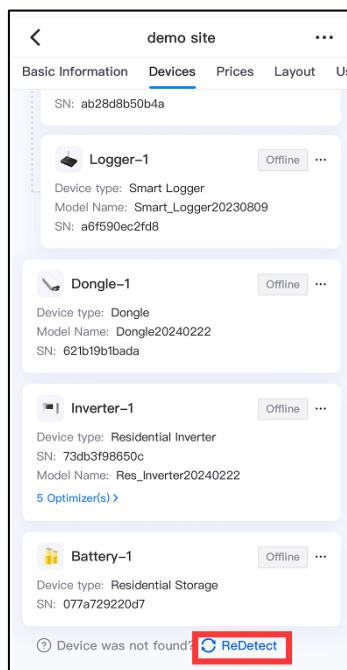 demo site
Basic Information Devices Prices Layout
SN: ab28d8b50b4a
Logger-1 Offline
Device type: Smart Logger
Model Name: Smart_Logger20230809
SN: a6f590ec2fd8
Dongle-1 Offline
Device type: Dongle
Model Name: Dongle20240222
SN: 621b19b1bada
Inverter-1 Offline
Device type: Residential Inverter
SN: 73db3f98650c
Model Name: Res_Inverter20240222
5 Optimizer(s) >
Battery-1 Offline
Device type: Residential Storage
SN: 077a729220d7
Device was not found? ReDetect